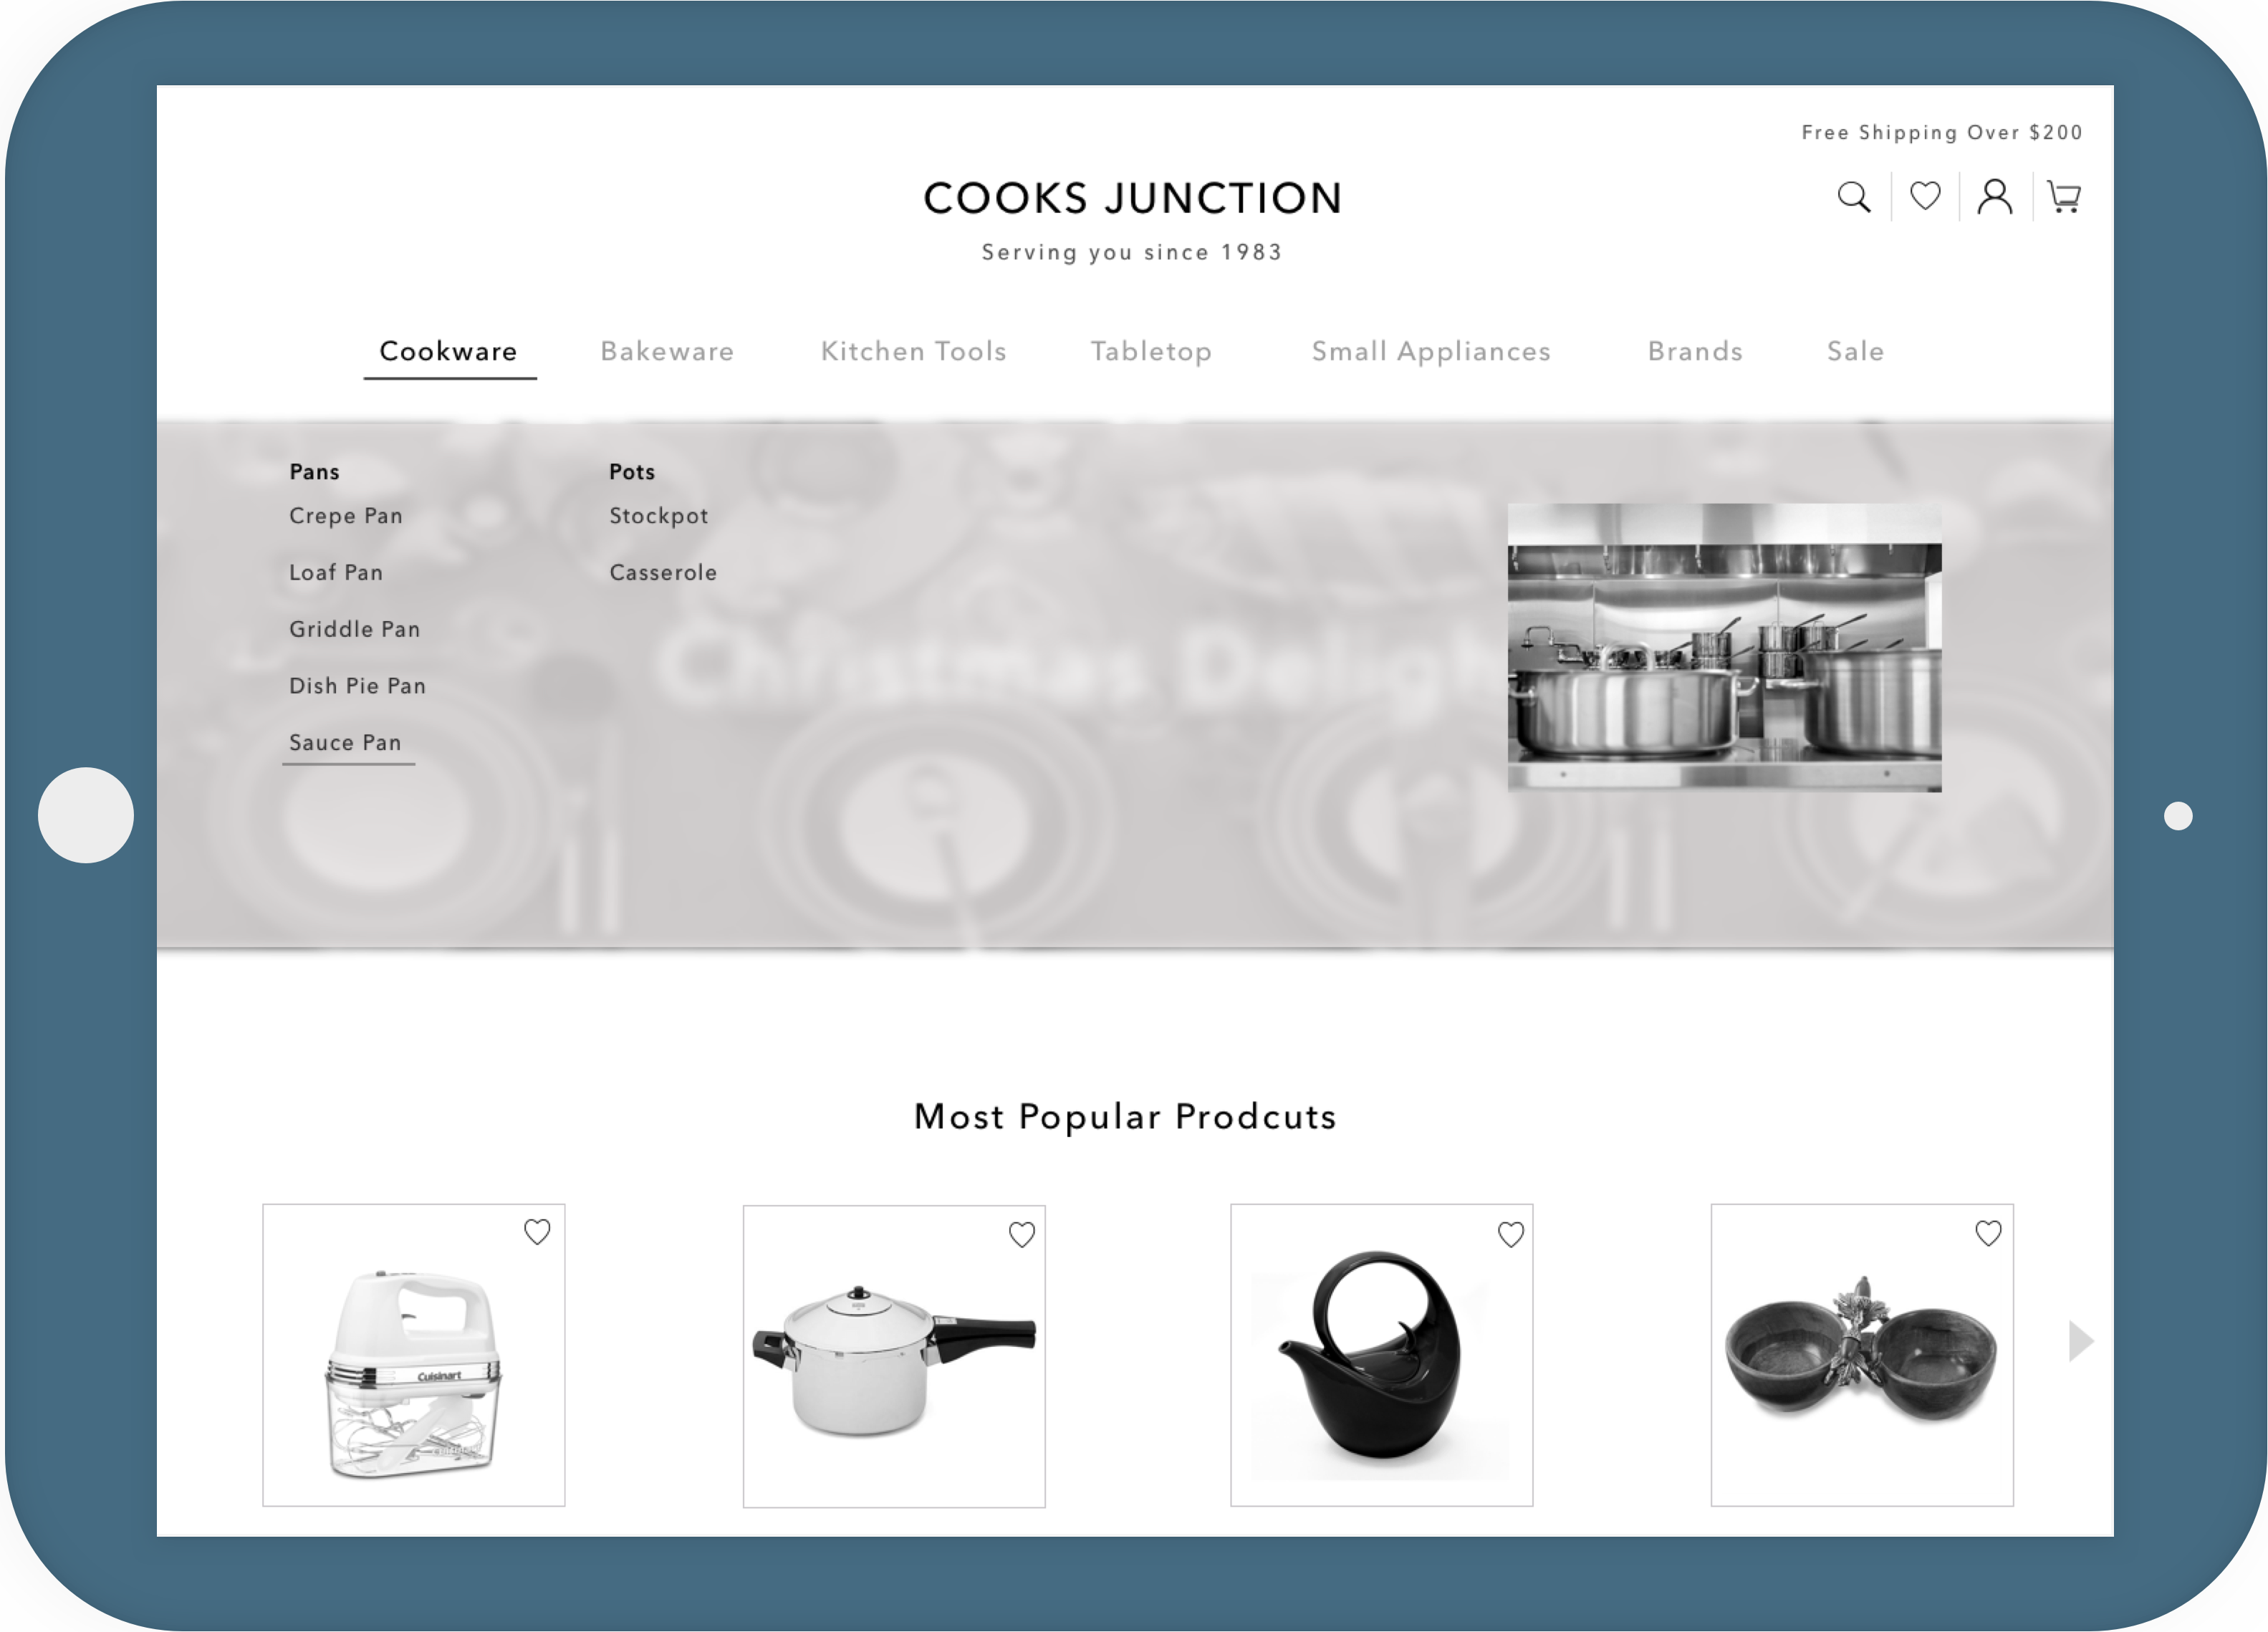 Free Shipping Over $200
COOKS JUNCTION
Serving you since 1983
Cookware Bakeware Kitchen Tools Tabletop Small Appliances Brands Sale
Pans
Crepe Pan
Loaf Pan
Griddle Pan
Dish Pie Pan
Sauce Pan
Pots
Stockpot
Casserole
Christmas
Most Popular Prodcuts
Cuisinart